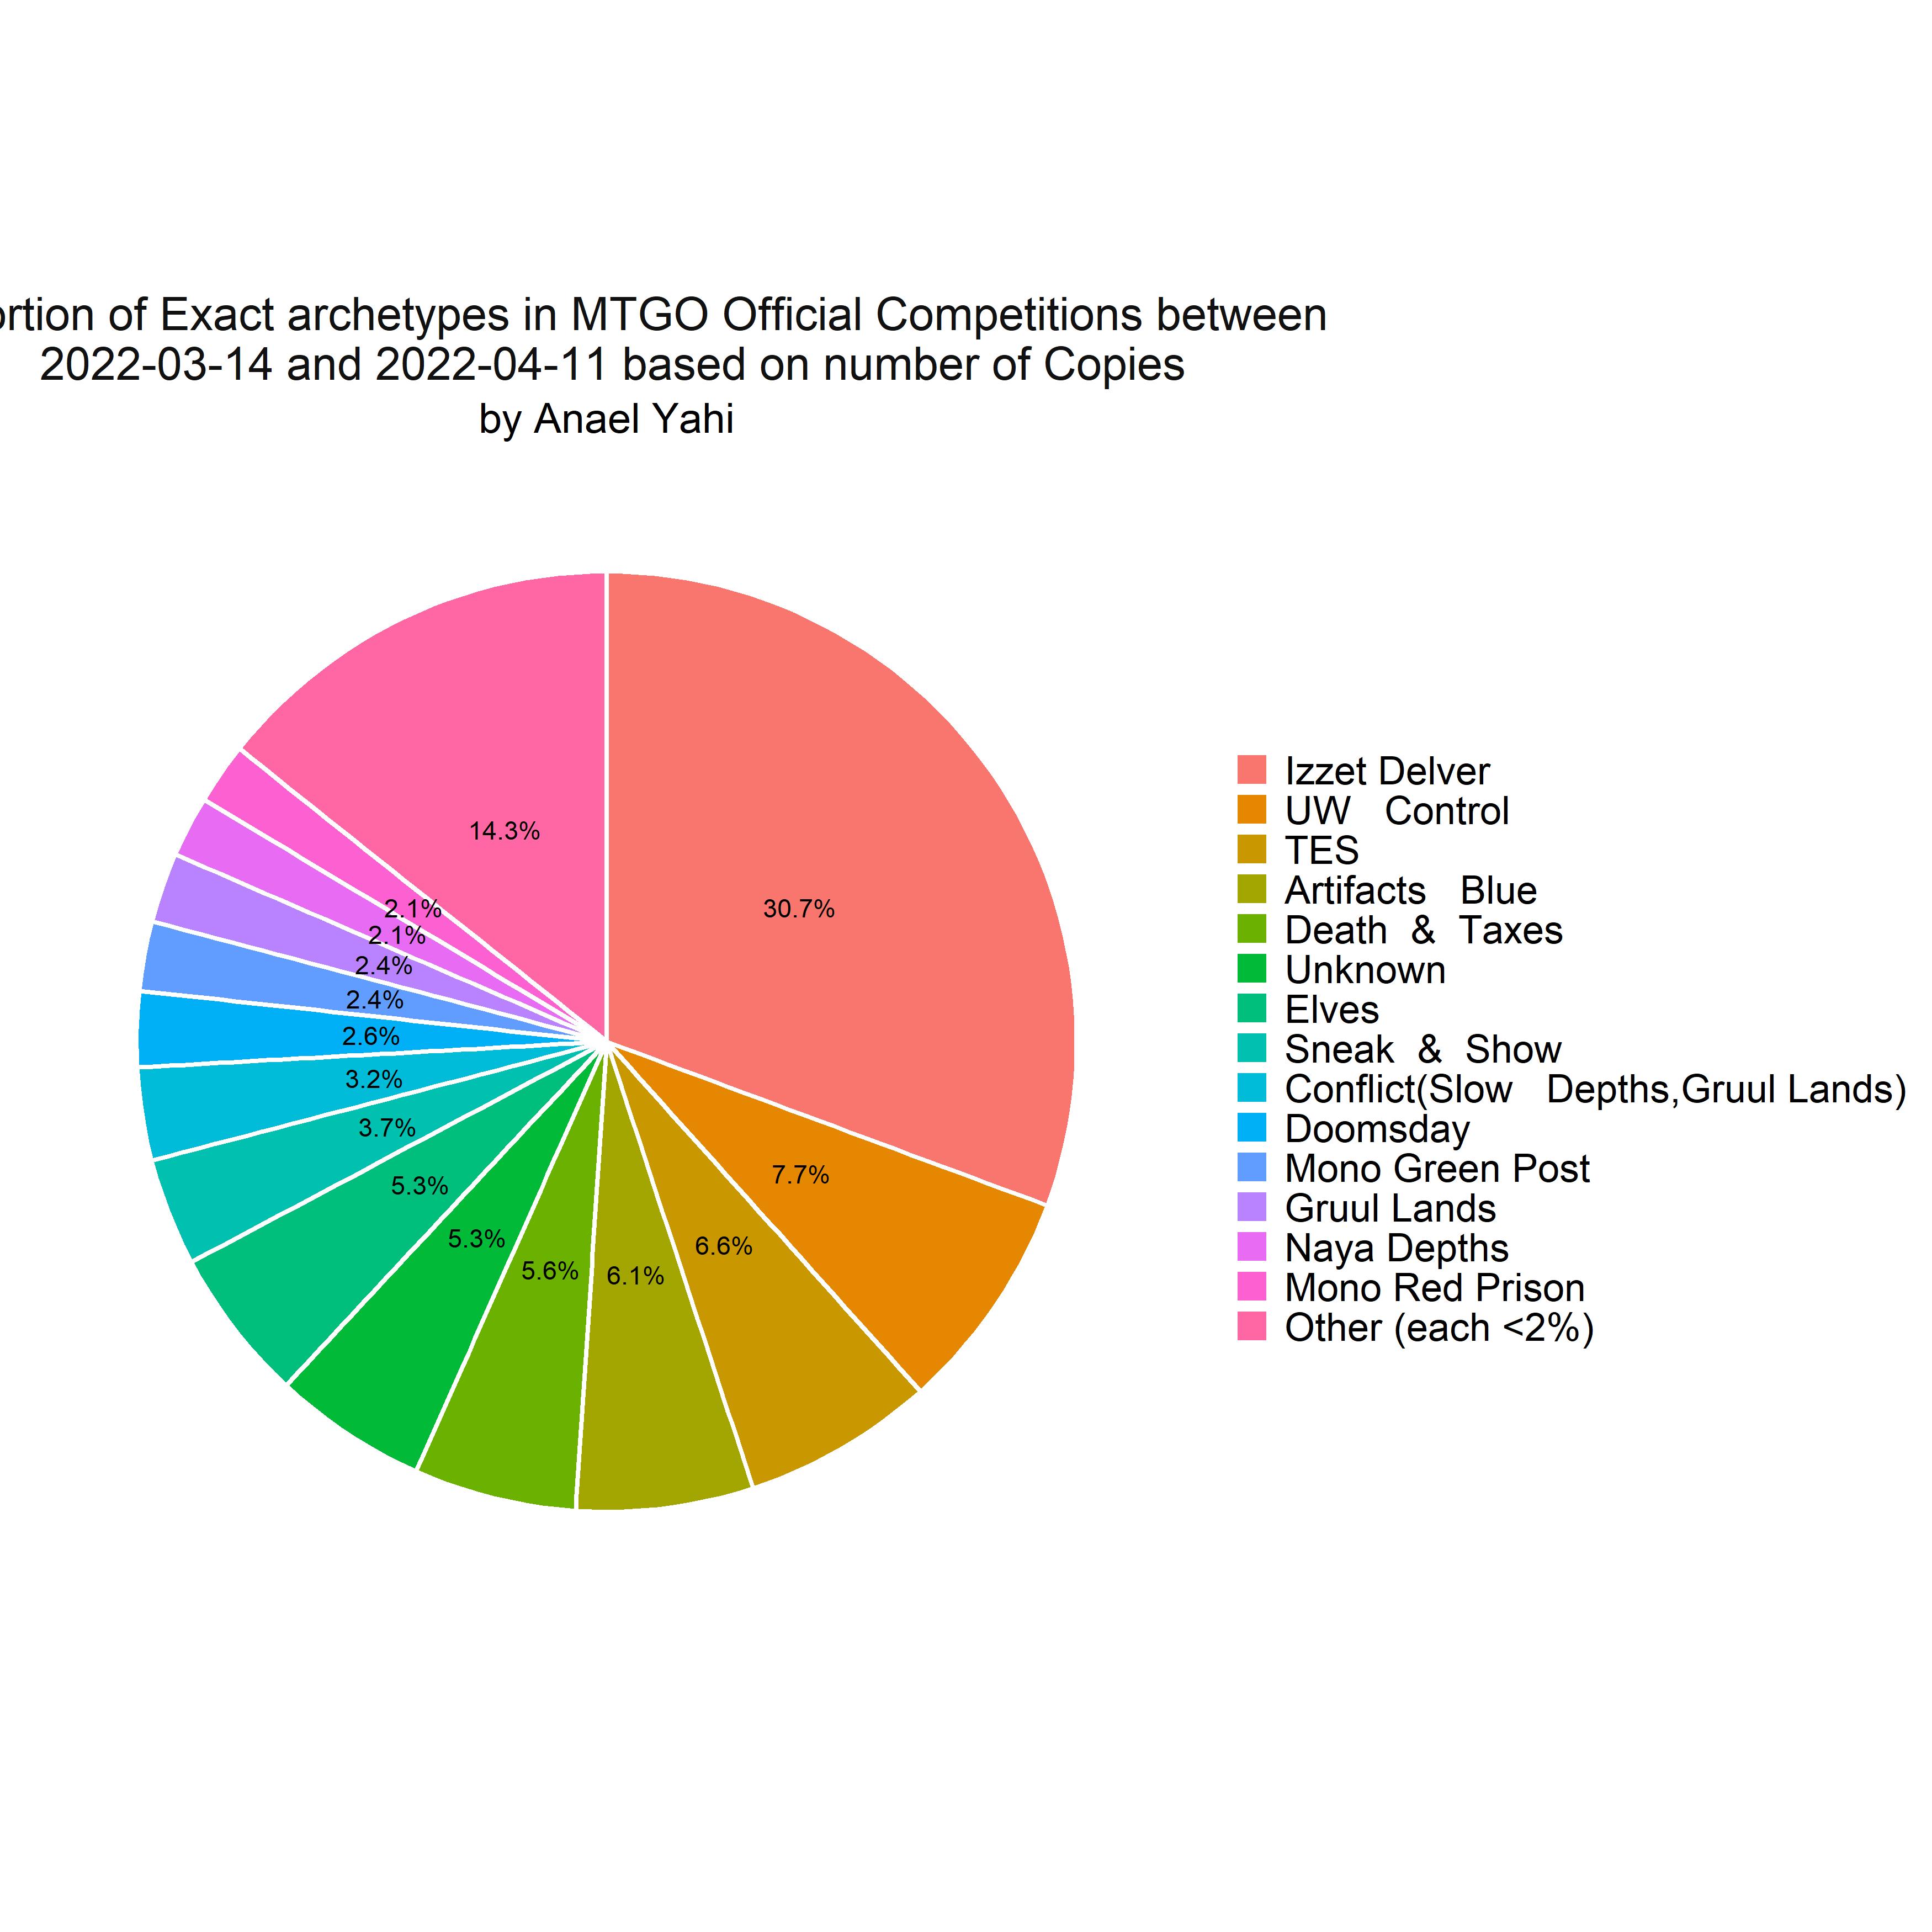 ortion of Exact archetypes in MTGO Official Competitions between
2022-03-14 and 2022-04-11 based on number of Copies
by Anael Yahi
14.3%
30.7%
2.1%
2.1%
2.4%
2.4%
2.6%
3.2%
3.7%
5.3%
5.3%
5.6%
6.1%
6.6%
7.7%
Izzet Delver
UW Control
TES
Artifacts Blue
Death & Taxes
Unknown
Elves
Sneak & Show
Conflict(Slow Depths,Gruul Lands)
Doomsday
Mono Green Post
Gruul Lands
Naya Depths
Mono Red Prison
Other (each <2%)